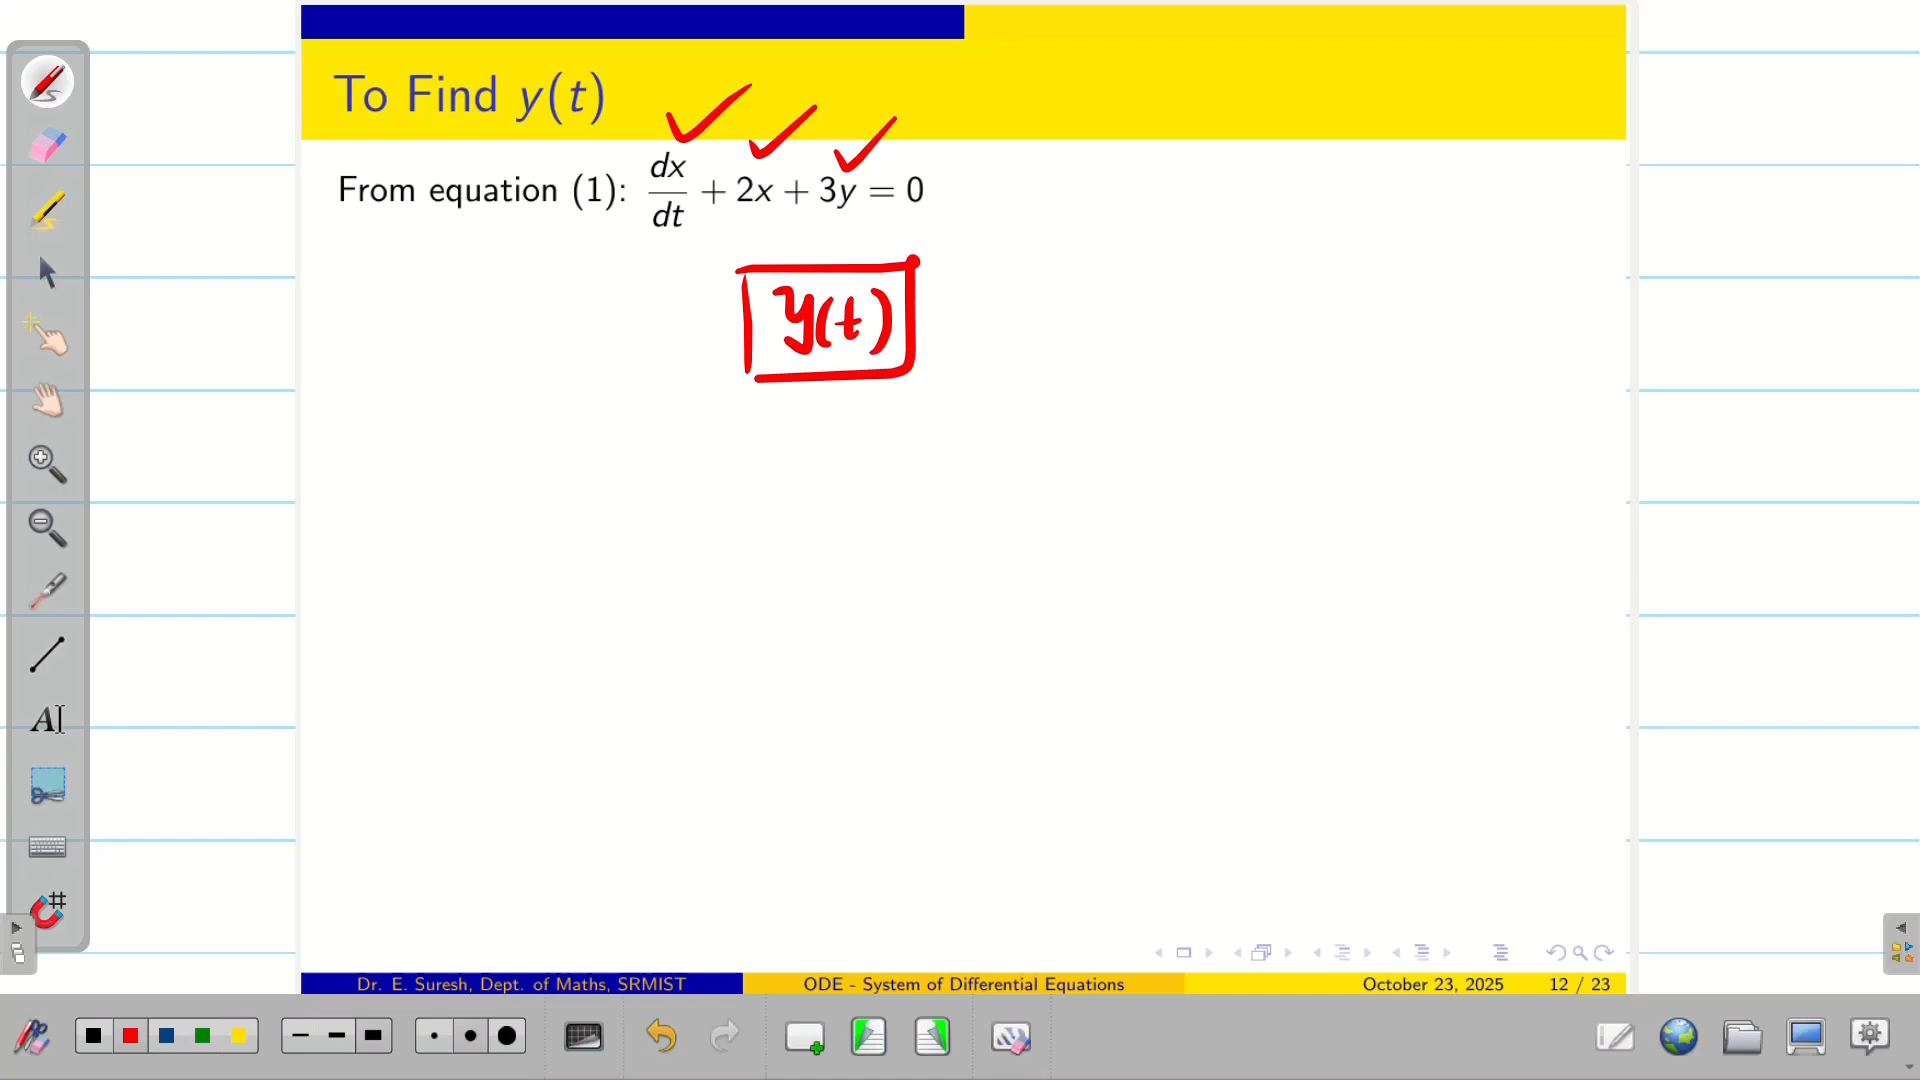 To Find y(t)
From equation (1): dx/dt + 2x + 3y = 0
y(t)
Dr. E. Suresh, Dept. of Maths, SRMIST ODE - System of Differential Equations October 23, 2025 12 / 23